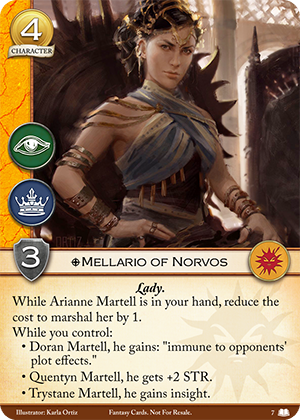 4
CHARACTER
3
Mellario of Norvos
Lady.
While Arianne Martell is in your hand, reduce the
cost to marshal her by 1.
While you control:
• Doran Martell, he gains: "immune to opponents'
plot effects."
• Quentyn Martell, he gets +2 STR.
• Trystane Martell, he gains insight.
Illustrator: Karla Ortiz
Fantasy Cards. Not For Resale.
7